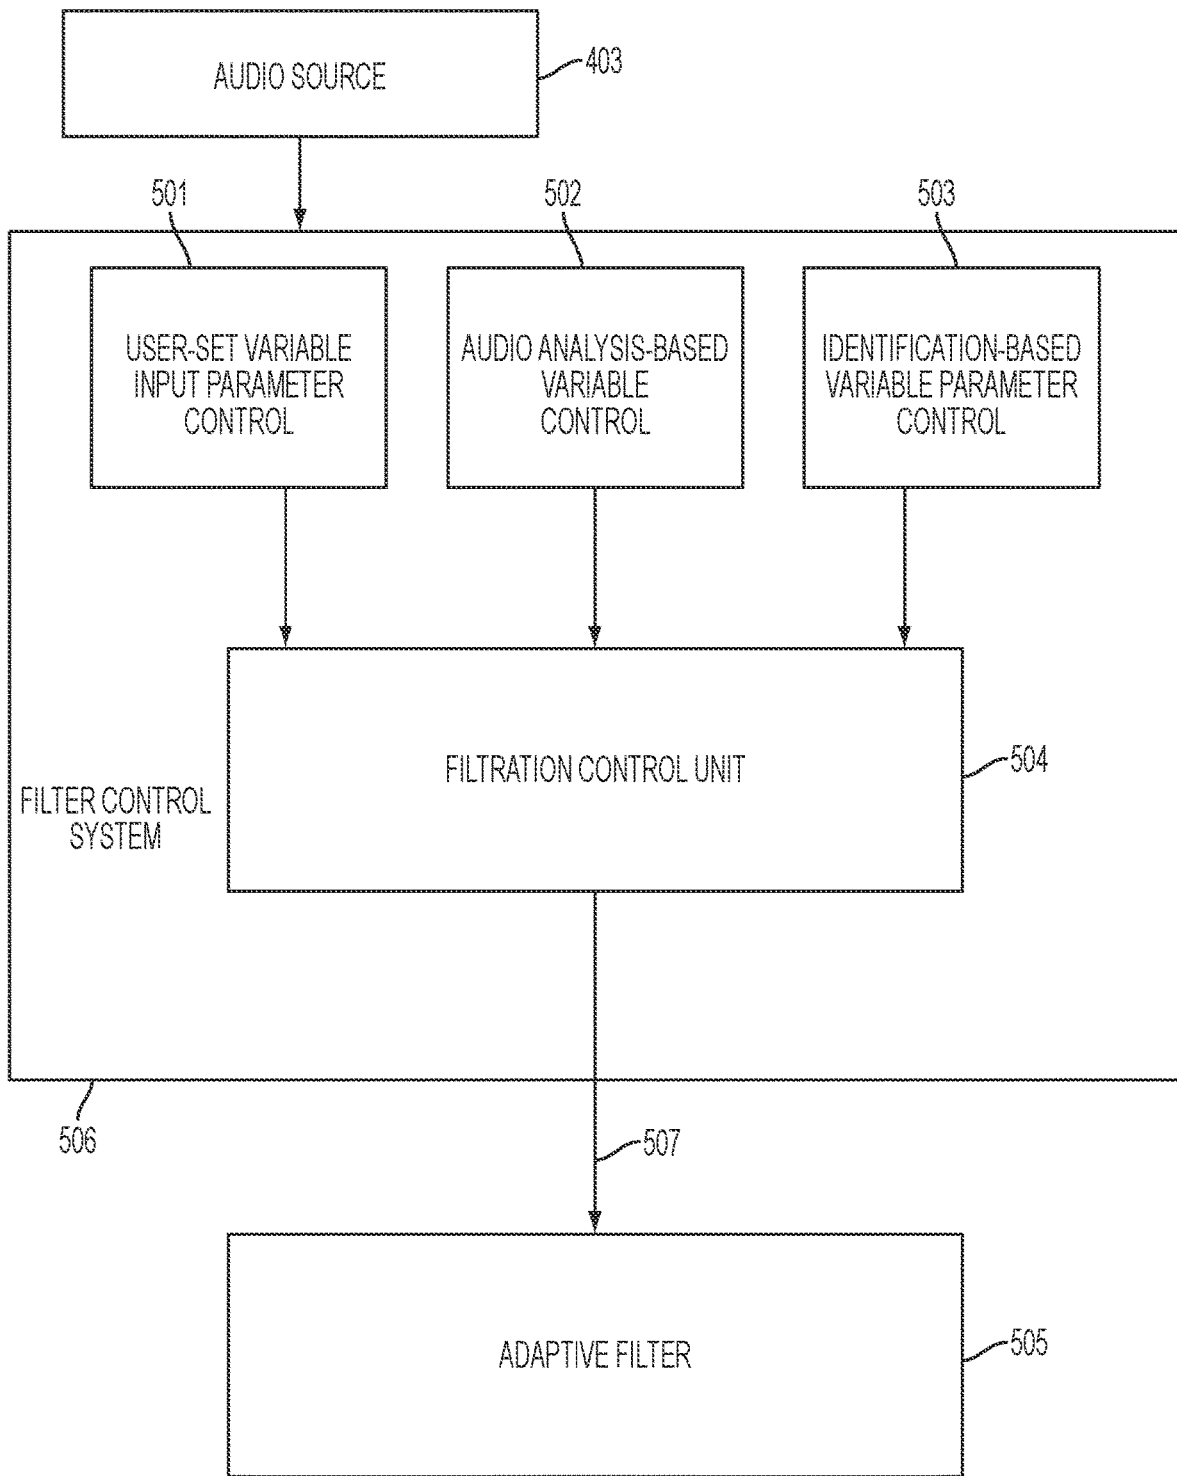 AUDIO SOURCE
403
501
502
503
USER-SET VARIABLE
INPUT PARAMETER
CONTROL
AUDIO ANALYSIS-BASED
VARIABLE
CONTROL
IDENTIFICATION-BASED
VARIABLE PARAMETER
CONTROL
FILTRATION CONTROL UNIT
504
FILTER CONTROL
SYSTEM
506
507
ADAPTIVE FILTER
505